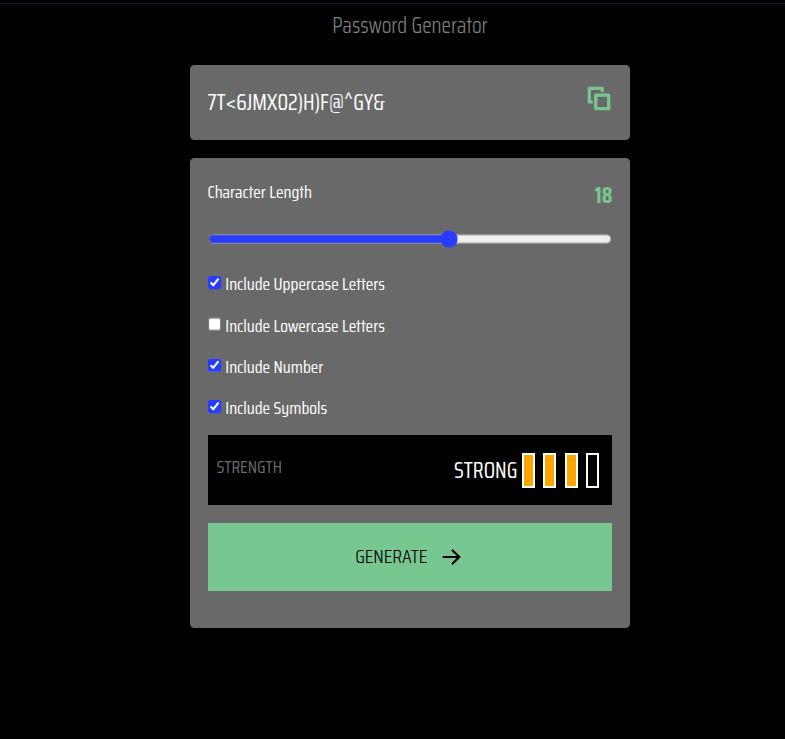 Password Generator
7T<6JMXO2)H)F@^GY&
Character Length 18
Include Uppercase Letters
Include Lowercase Letters
Include Number
Include Symbols
STRENGTH STRONG
GENERATE →